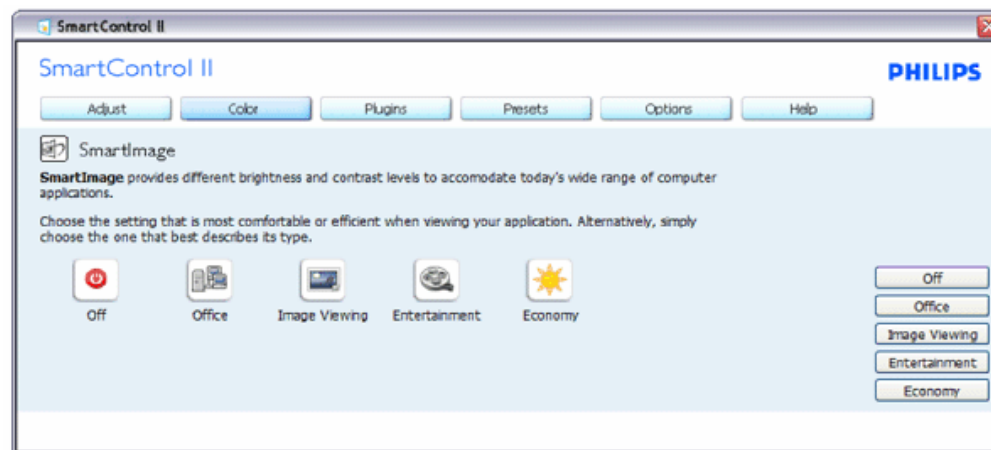 SmartControl II
SmartControl II
PHILIPS
Adjust Color Plugins Presets Options Help
SmartImage
SmartImage provides different brightness and contrast levels to accomodate today's wide range of computer
applications.
Choose the setting that is most comfortable or efficient when viewing your application. Alternatively, simply
choose the one that best describes its type.
Off Office Image Viewing Entertainment Economy
Off
Office
Image Viewing
Entertainment
Economy